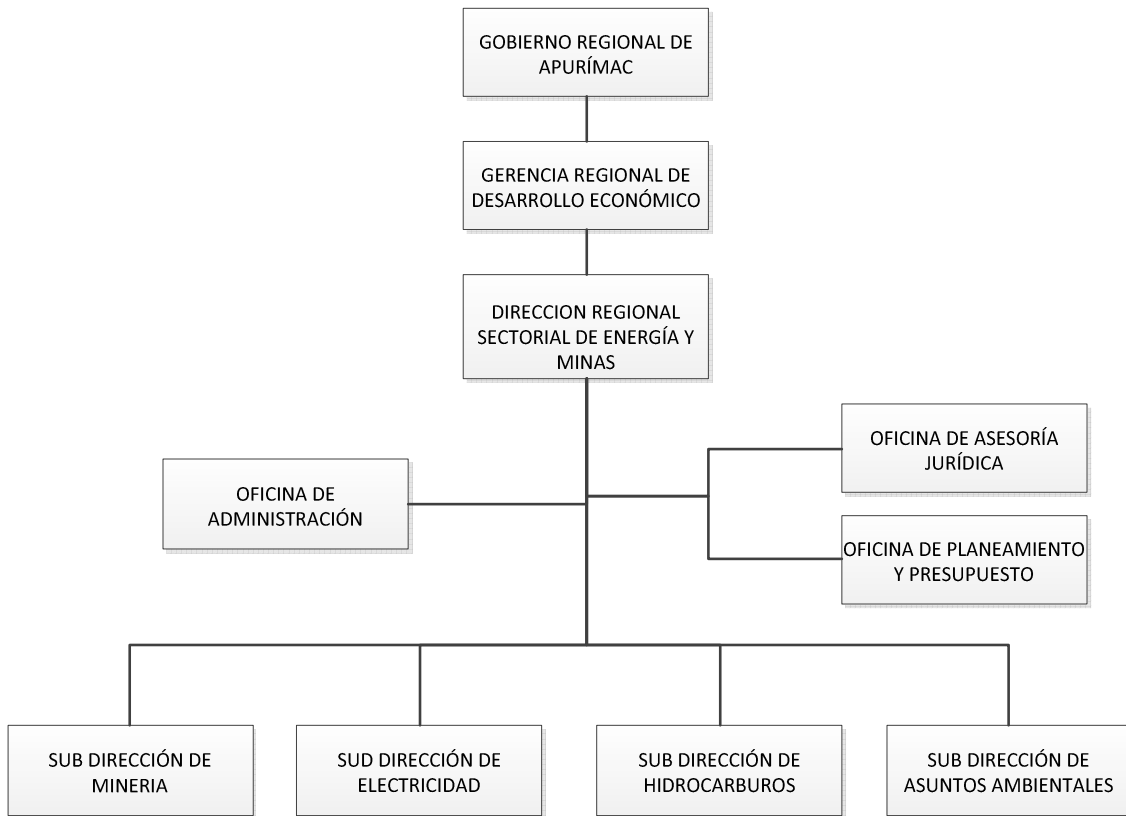 GOBIERNO REGIONAL DE
APURÍMAC
GERENCIA REGIONAL DE
DESARROLLO ECONÓMICO
DIRECCION REGIONAL
SECTORIAL DE ENERGÍA Y
MINAS
OFICINA DE ASESORÍA
JURÍDICA
OFICINA DE
ADMINISTRACIÓN
OFICINA DE PLANEAMIENTO
Y PRESUPUESTO
SUB DIRECCIÓN DE
MINERIA
SUD DIRECCIÓN DE
ELECTRICIDAD
SUB DIRECCIÓN DE
HIDROCARBUROS
SUB DIRECCIÓN DE
ASUNTOS AMBIENTALES